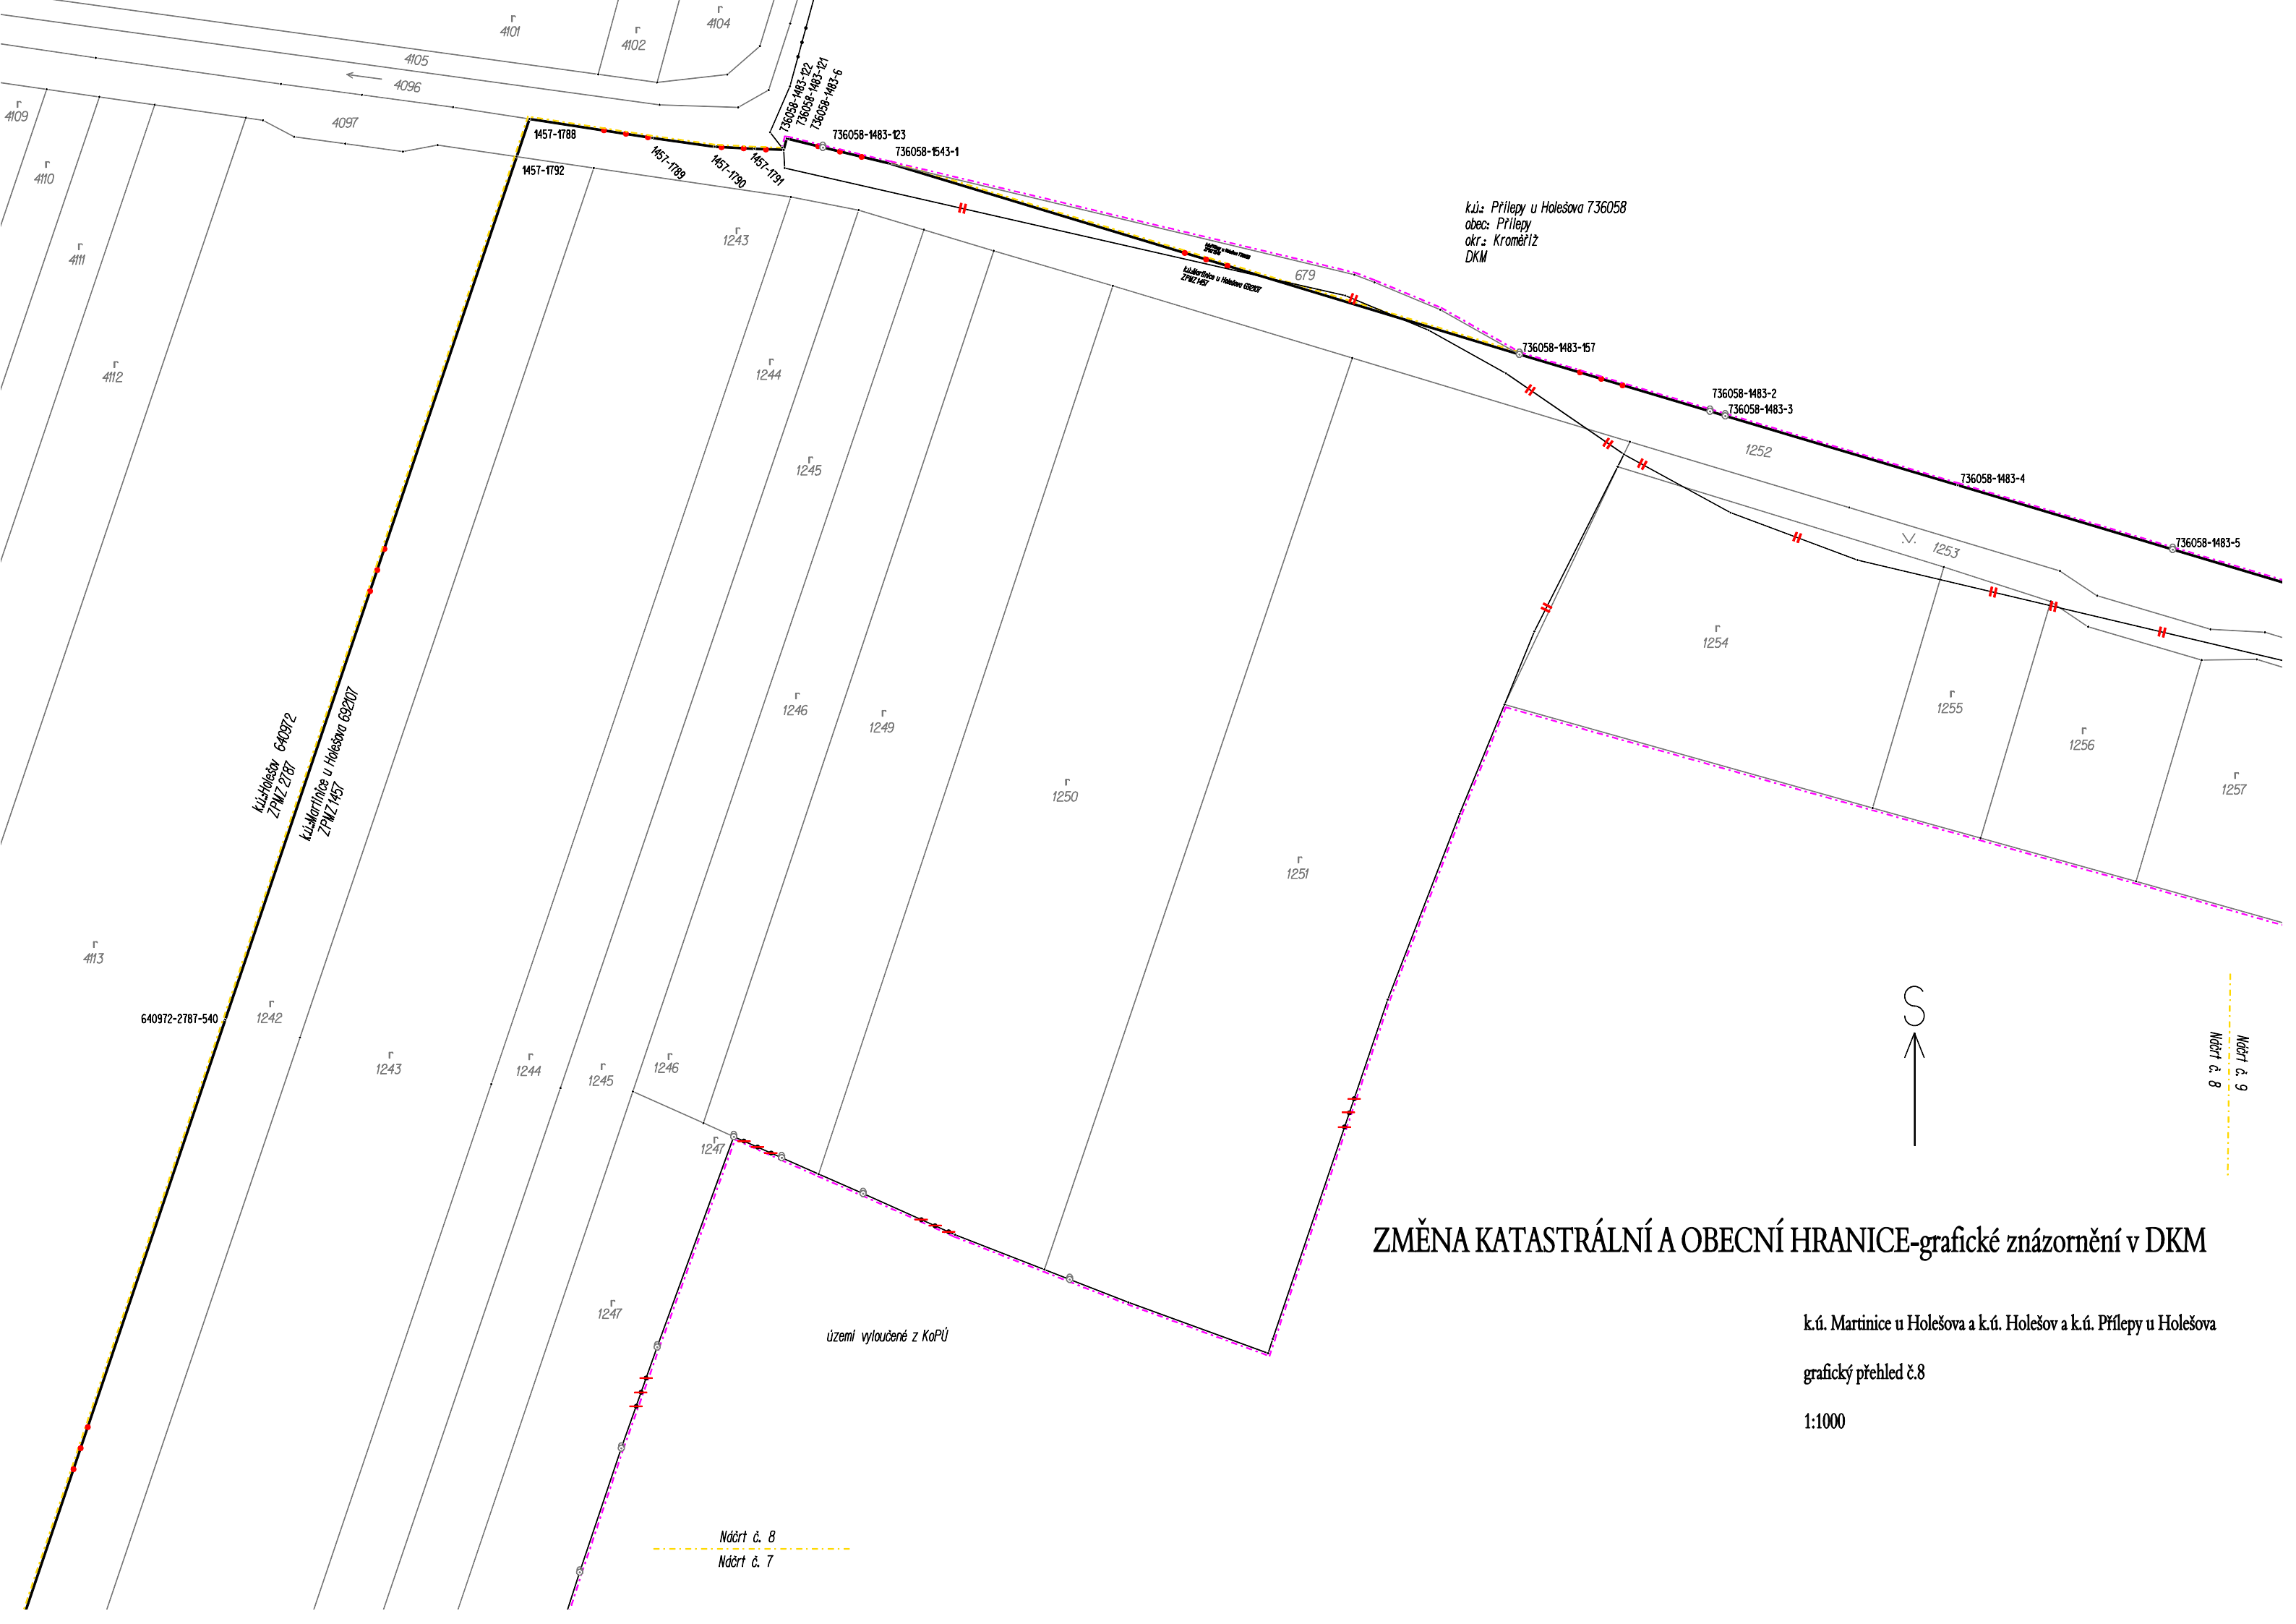 r
4101
r
4102
r
4104
4105
4096
r
4109
4097
r
4110
r
4111
r
4112
736058-1483-122
736058-1483-121
736058-1483-6
1457-1788
1457-1792
1457-1789
1457-1790
1457-1791
736058-1483-123
736058-1543-1
k.ú.: Přílepy u Holešova 736058
obec: Přílepy
okr.: Kroměříž
DKM
r
1243
k.ú.:Martinice u Holešova 692107
ZPMZ 1457
679
736058-1483-157
r
1244
736058-1483-2
736058-1483-3
1252
r
1245
736058-1483-4
1253
736058-1483-5
r
1254
r
1255
r
1256
r
1257
r
1246
r
1249
r
1250
r
1251
k.ú.:Holešov 640972
ZPMZ 2787
k.ú.:Martinice u Holešova 692107
ZPMZ 1457
r
4113
640972-2787-540
r
1242
r
1243
r
1244
r
1245
r
1246
r
1247
r
1247
S
Náčrt č. 9
Náčrt č. 8
ZMĚNA KATASTRÁLNÍ A OBECNÍ HRANICE-grafické znázornění v DKM
k.ú. Martinice u Holešova a k.ú. Holešov a k.ú. Přílepy u Holešova
grafický přehled č.8
1:1000
území vyloučené z KoPÚ
Náčrt č. 8
Náčrt č. 7